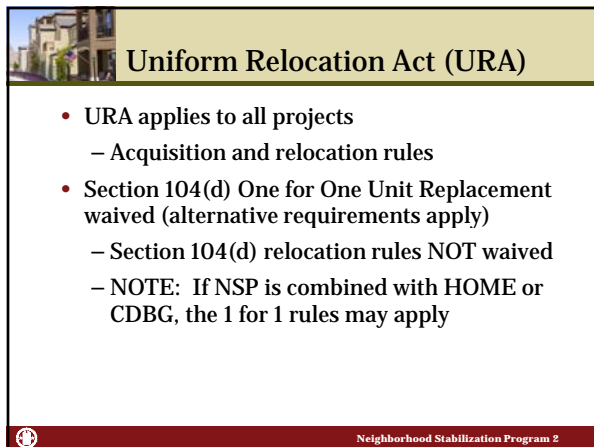 Uniform Relocation Act (URA)
• URA applies to all projects
– Acquisition and relocation rules
• Section 104(d) One for One Unit Replacement
waived (alternative requirements apply)
– Section 104(d) relocation rules NOT waived
– NOTE: If NSP is combined with HOME or
CDBG, the 1 for 1 rules may apply
Neighborhood Stabilization Program 2